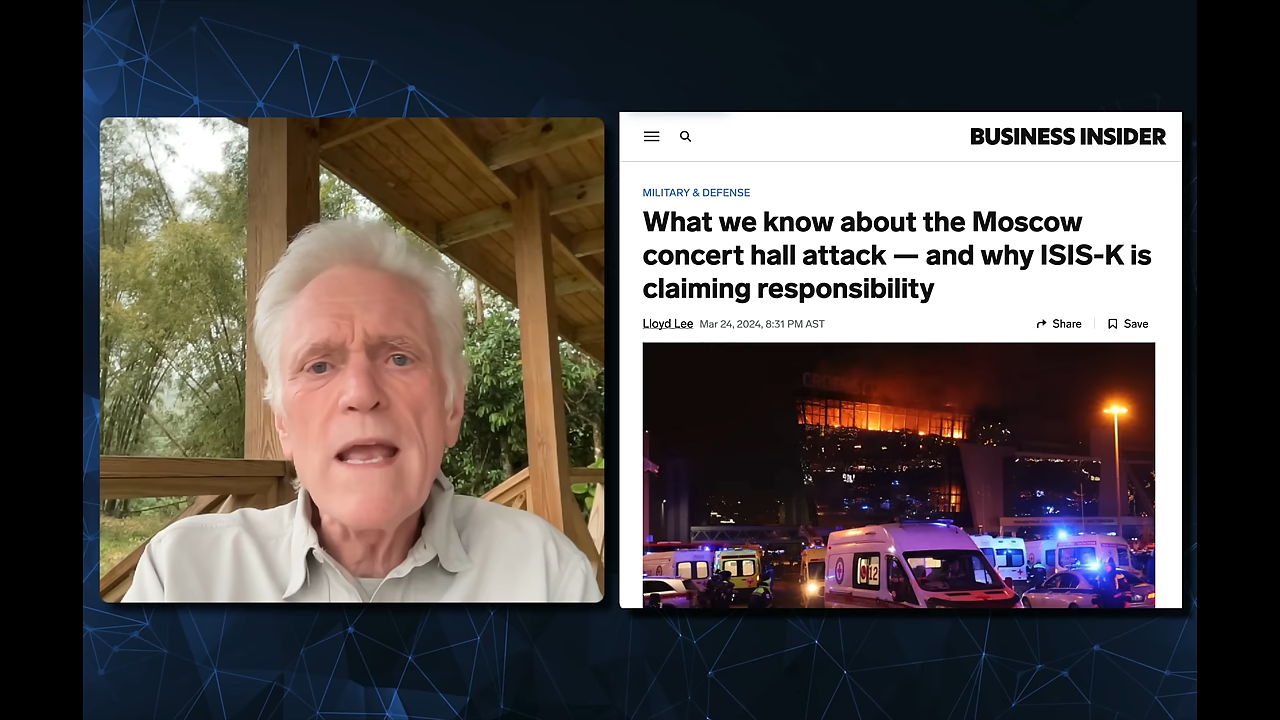 BUSINESS INSIDER
MILITARY & DEFENSE
What we know about the Moscow
concert hall attack — and why ISIS-K is
claiming responsibility
Lloyd Lee Mar 24, 2024, 8:31 PM AST
Share
Save
12